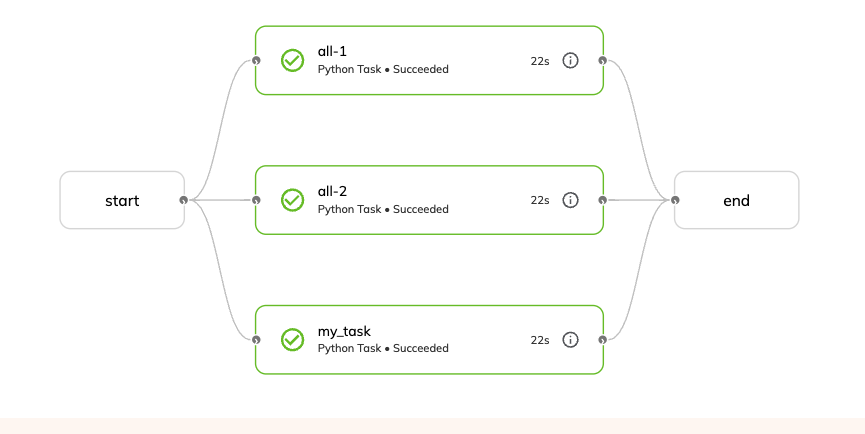 start
all-1
Python Task • Succeeded
22s
all-2
Python Task • Succeeded
22s
my_task
Python Task • Succeeded
22s
end